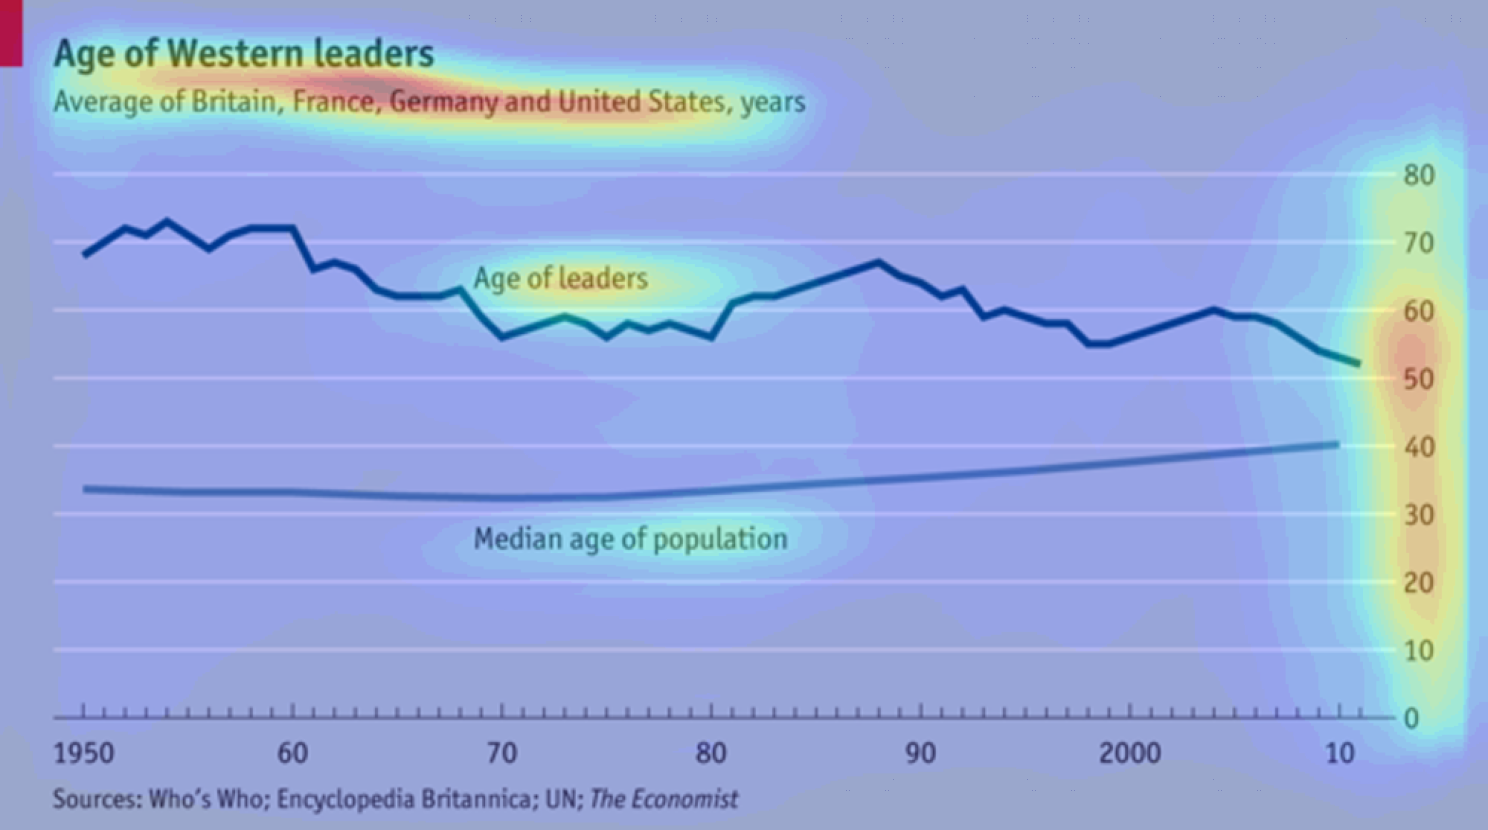 Age of Western leaders
Average of Britain, France, Germany and United States, years
80
70
Age of leaders
60
50
40
30
Median age of population
20
10
0
1950 60 70 80 90 2000 10
Sources: Who's Who; Encyclopedia Britannica; UN; The Economist